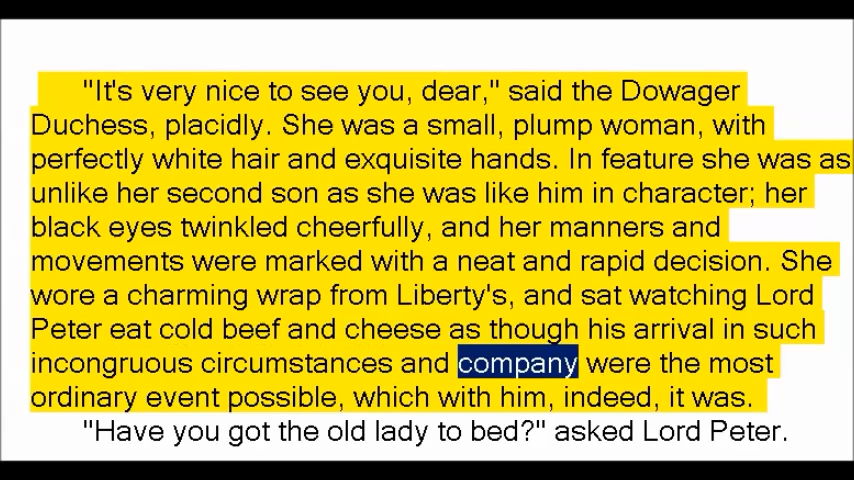 "It's very nice to see you, dear," said the Dowager
Duchess, placidly. She was a small, plump woman, with
perfectly white hair and exquisite hands. In feature she was as
unlike her second son as she was like him in character; her
black eyes twinkled cheerfully, and her manners and
movements were marked with a neat and rapid decision. She
wore a charming wrap from Liberty's, and sat watching Lord
Peter eat cold beef and cheese as though his arrival in such
incongruous circumstances and company were the most
ordinary event possible, which with him, indeed, it was.
"Have you got the old lady to bed?" asked Lord Peter.